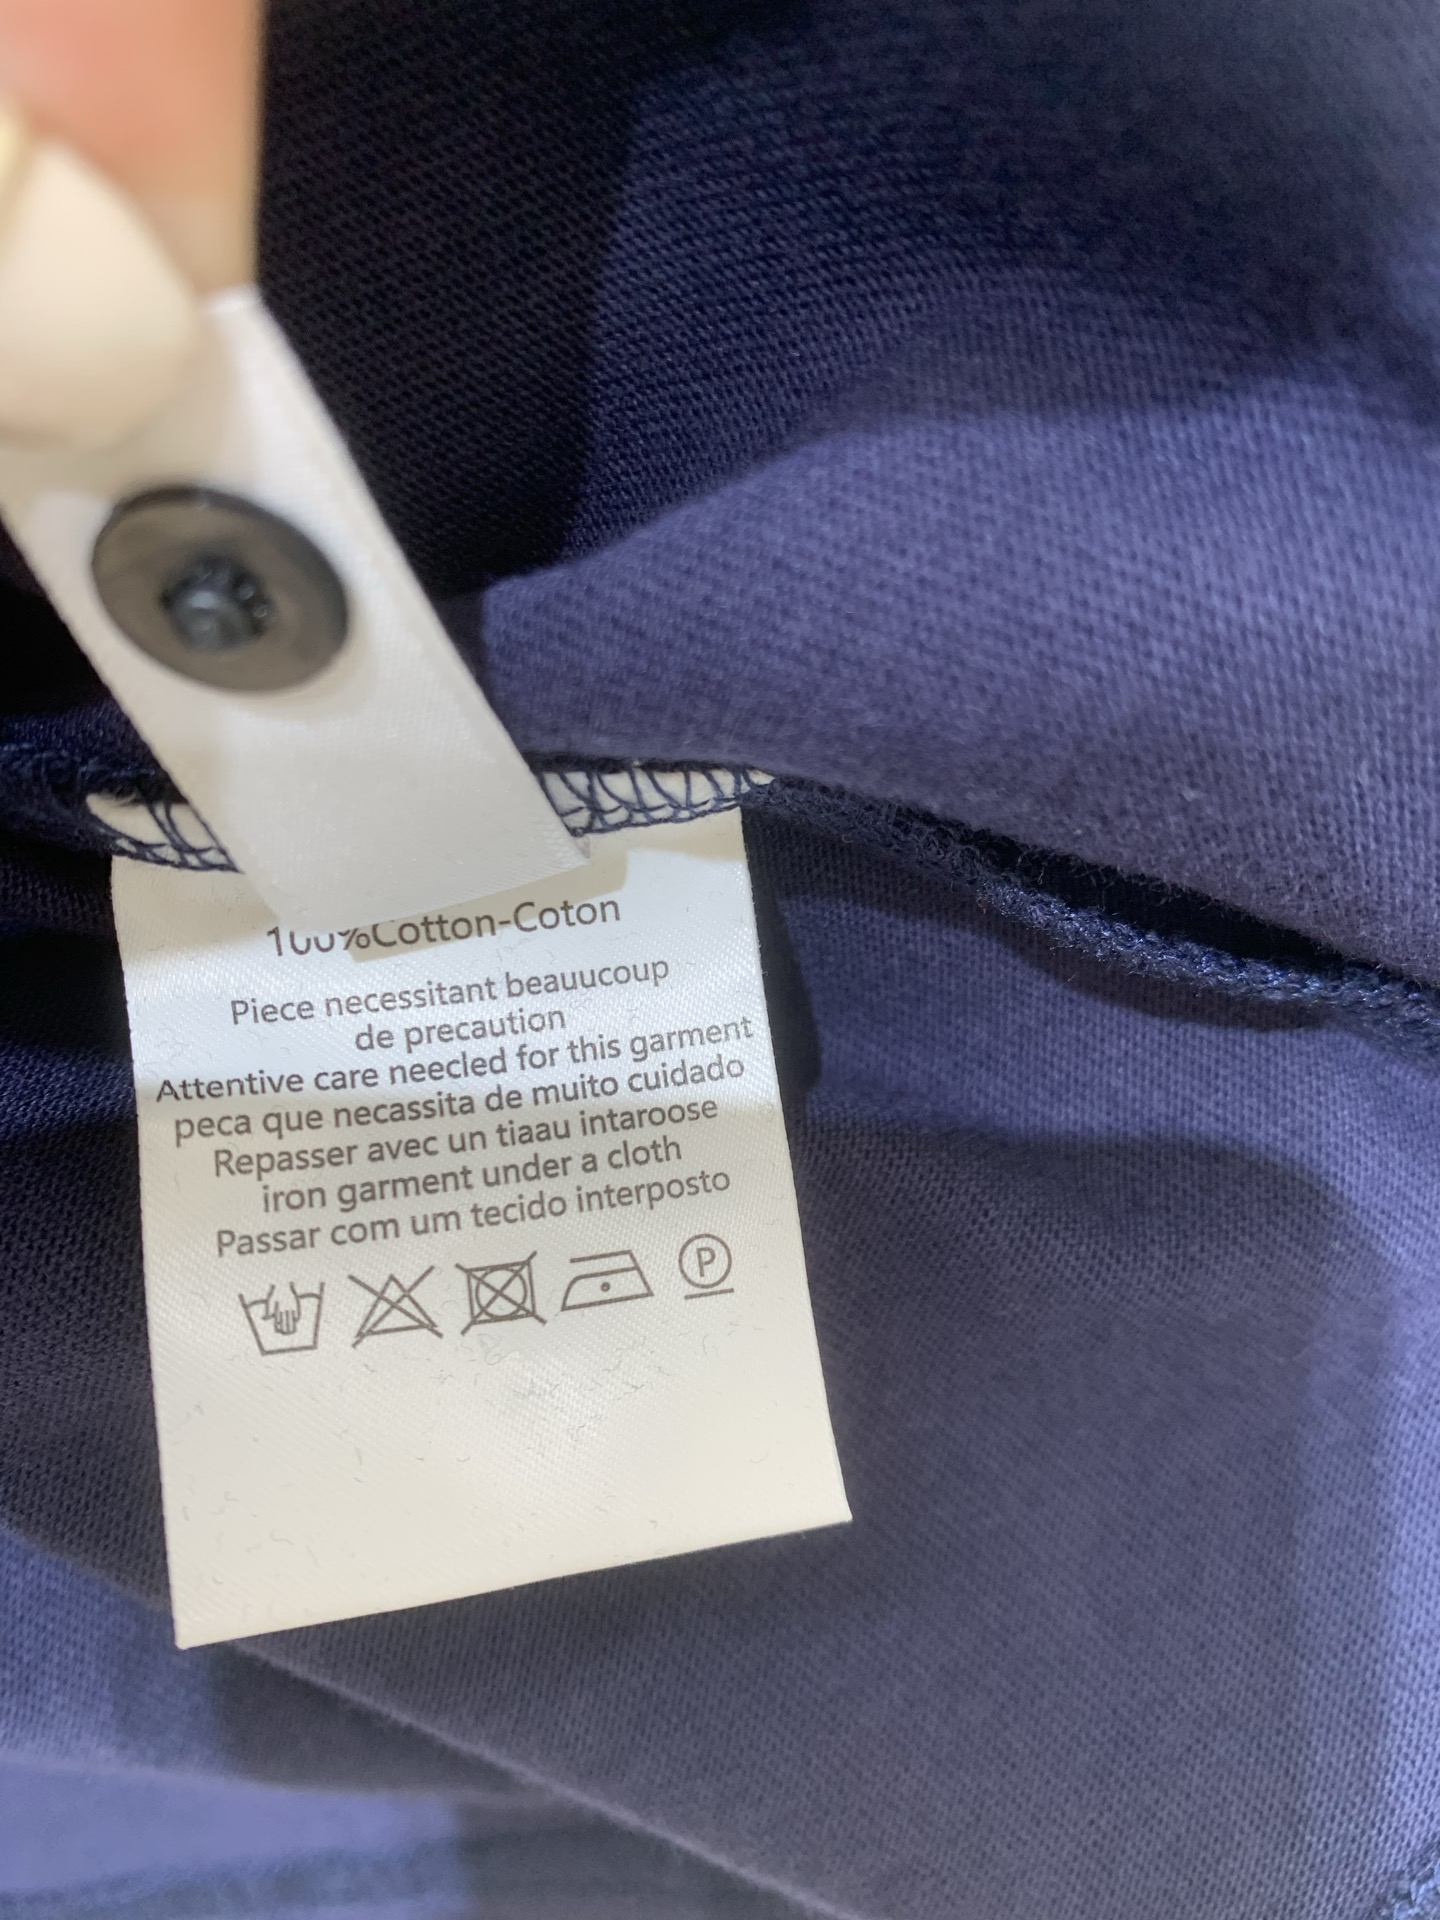 100%Cotton-Coton
Piece necessitant beauucoup
de precaution
Attentive care neecled for this garment
peca que necassita de muito cuidado
Repasser avec un tiaau intaroose
iron garment under a cloth
Passar com um tecido interposto
P